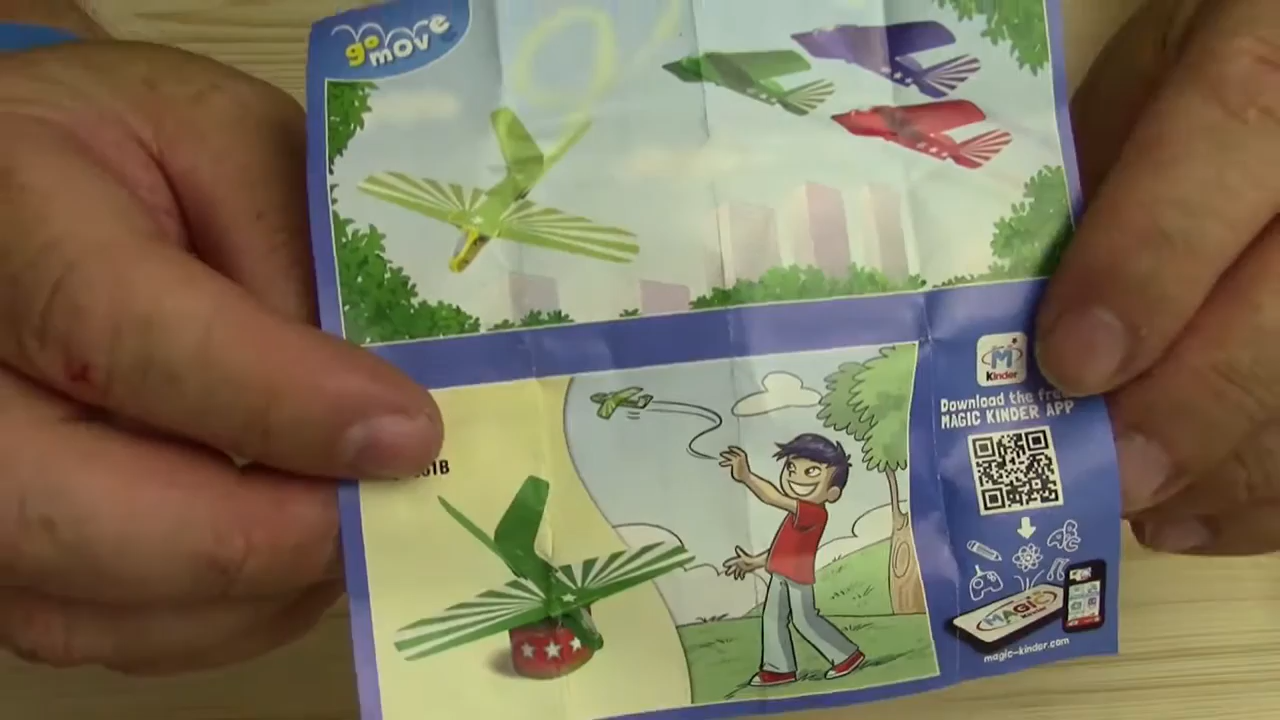 go
move
Kinder
Download the free
MAGIC KINDER APP
MAGIC
magic-kinder.com